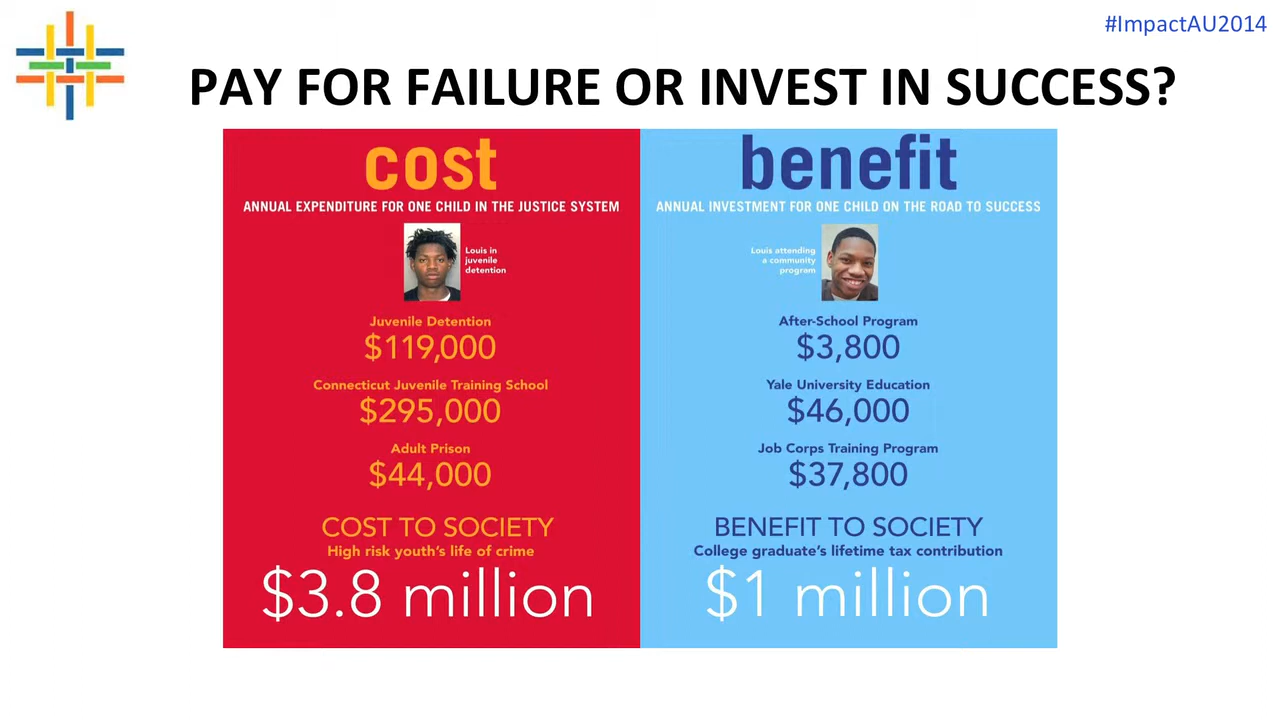 #ImpactAU2014
PAY FOR FAILURE OR INVEST IN SUCCESS?
cost
ANNUAL EXPENDITURE FOR ONE CHILD IN THE JUSTICE SYSTEM
Louis in
juvenile
detention
Juvenile Detention
$119,000
Connecticut Juvenile Training School
$295,000
Adult Prison
$44,000
COST TO SOCIETY
High risk youth's life of crime
$3.8 million
benefit
ANNUAL INVESTMENT FOR ONE CHILD ON THE ROAD TO SUCCESS
Louis attending
a community
program
After-School Program
$3,800
Yale University Education
$46,000
Job Corps Training Program
$37,800
BENEFIT TO SOCIETY
College graduate's lifetime tax contribution
$1 million